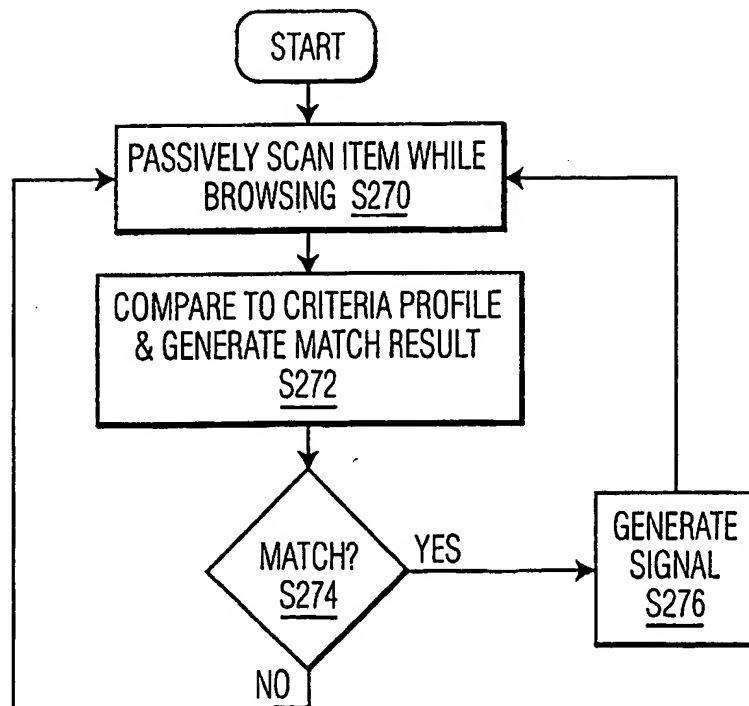 START
PASSIVELY SCAN ITEM WHILE
BROWSING S270
COMPARE TO CRITERIA PROFILE
& GENERATE MATCH RESULT
S272
MATCH?
S274
YES
GENERATE
SIGNAL
S276
NO